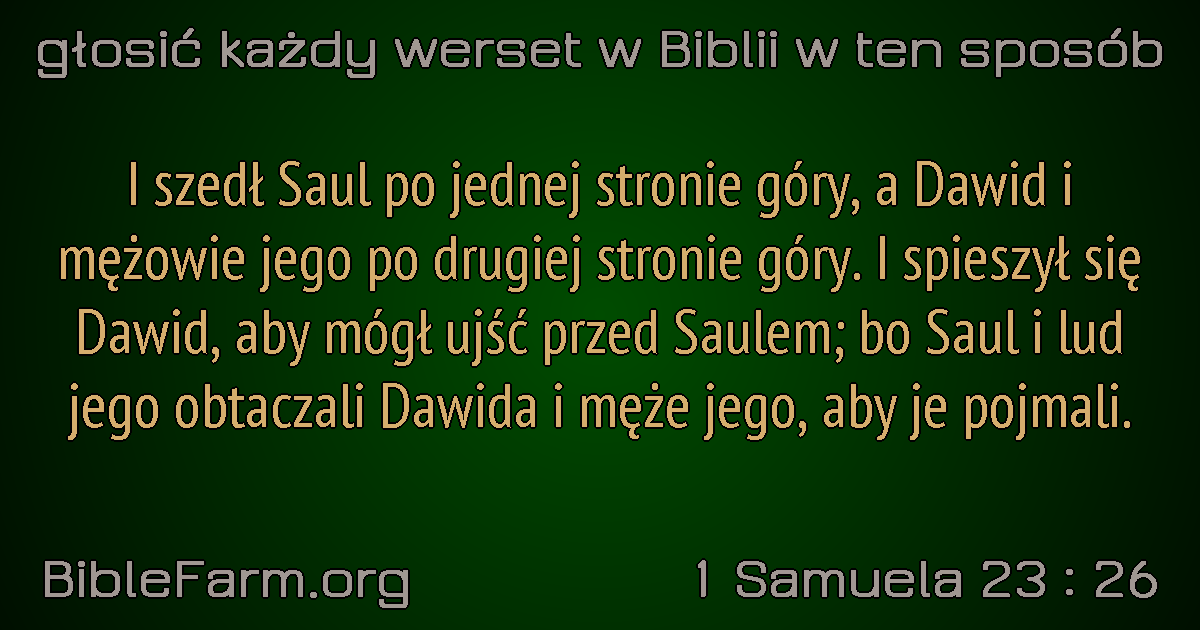 głosić każdy werset w Biblii w ten sposób
I szedł Saul po jednej stronie góry, a Dawid i
mężowie jego po drugiej stronie góry. I spieszył się
Dawid, aby mógł ujść przed Saulem; bo Saul i lud
jego obtaczali Dawida i męże jego, aby je pojmali.
BibleFarm.org
1 Samuela 23 : 26